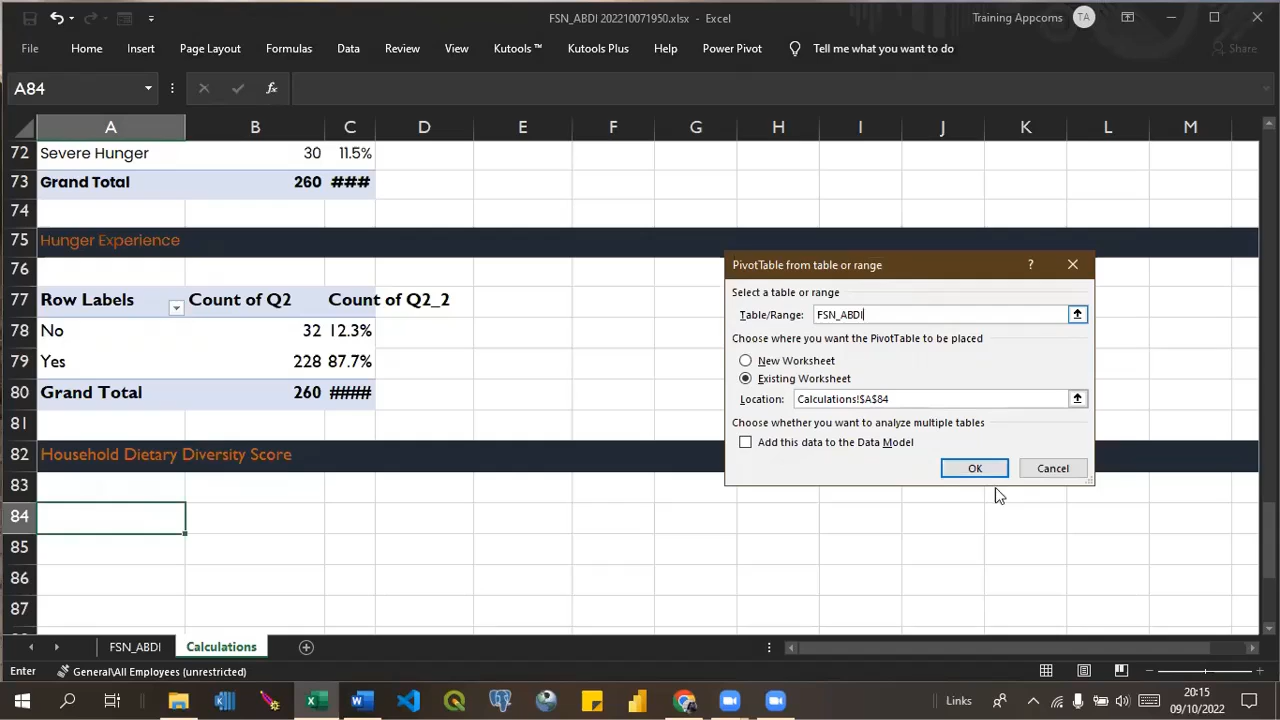 FSN_ABDI 202210071950.xlsx - Excel
Training Appcoms TA
File Home Insert Page Layout Formulas Data Review View Kutools ™ Kutools Plus Help Power Pivot Tell me what you want to do Share
A84 fx
A B C D E F G H I J K L M
72 Severe Hunger 30 11.5%
73 Grand Total 260 ###
74
75 Hunger Experience
76
77 Row Labels Count of Q2 Count of Q2_2
78 No 32 12.3%
79 Yes 228 87.7%
80 Grand Total 260 ####
81
82 Household Dietary Diversity Score
83
84
85
86
87
PivotTable from table or range ?
Select a table or range
Table/Range: FSN_ABDI
Choose where you want the PivotTable to be placed
New Worksheet
Existing Worksheet
Location: Calculations!$A$84
Choose whether you want to analyze multiple tables
Add this data to the Data Model
OK Cancel
FSN_ABDI Calculations
Enter General\All Employees (unrestricted)
Links 20:15
09/10/2022